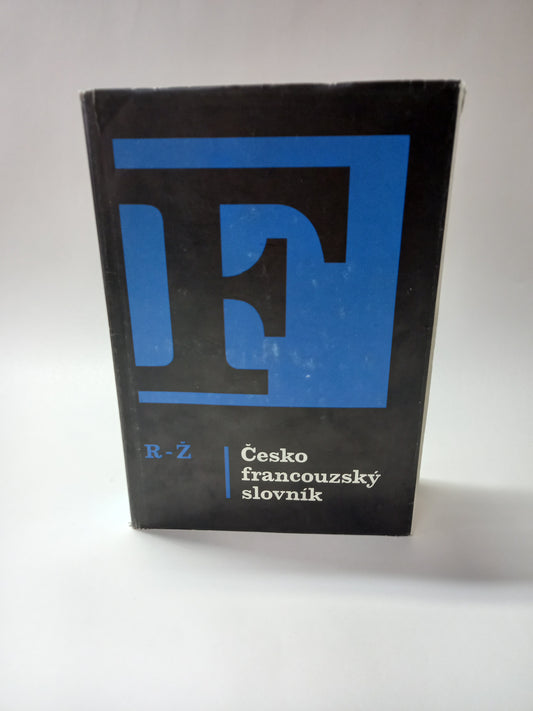 F
R-Ž
Česko
francouzský
slovník